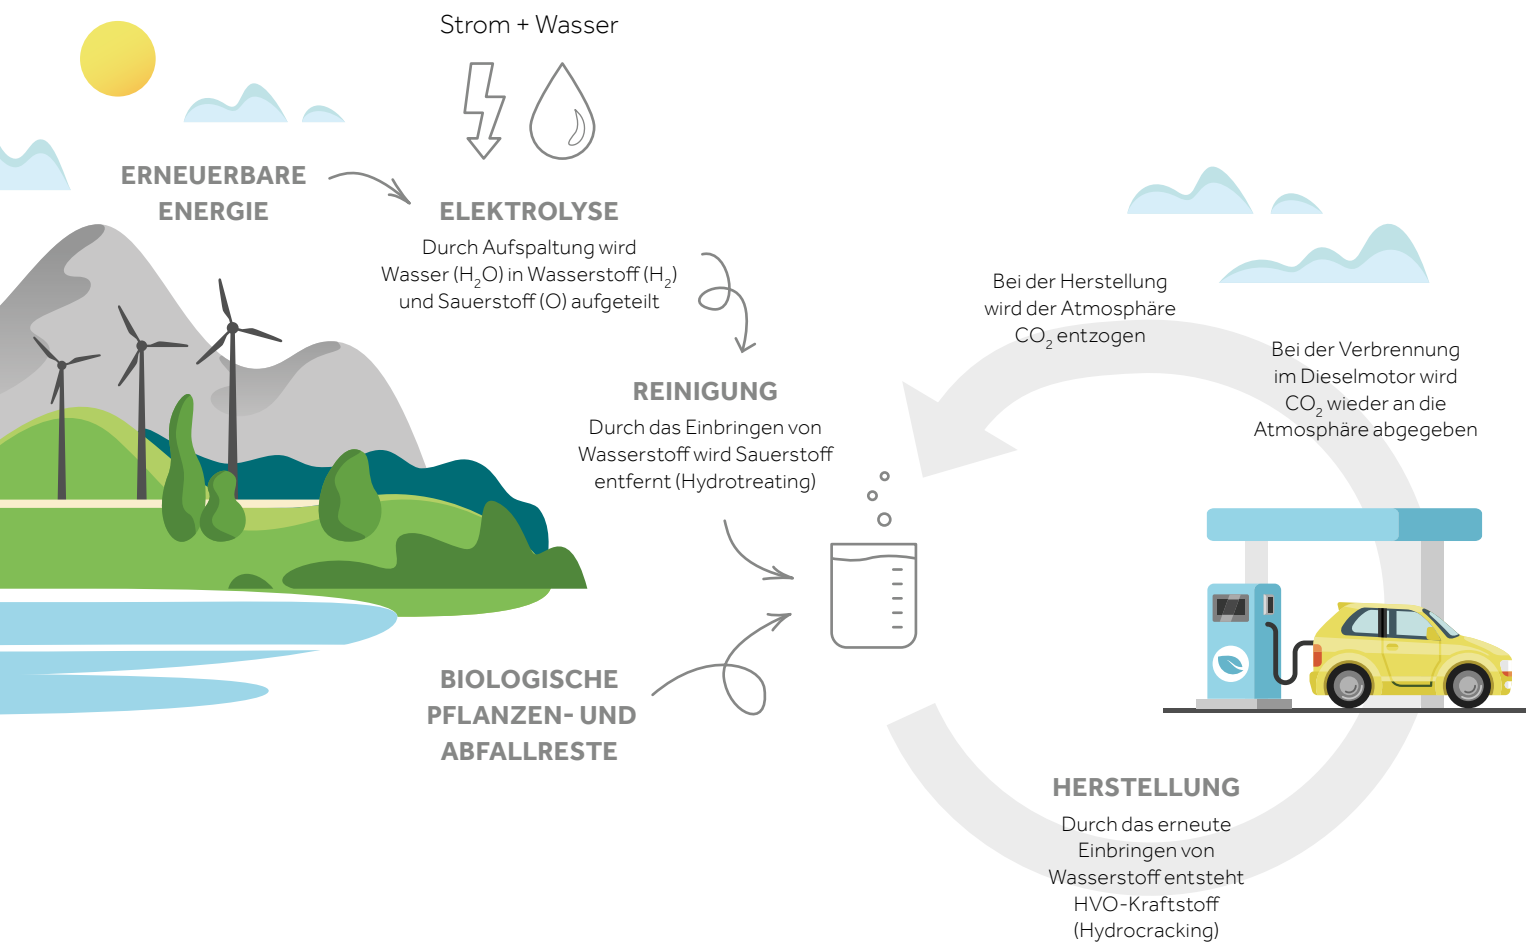 Strom + Wasser
ERNEUERBARE
ENERGIE
ELEKTROLYSE
Durch Aufspaltung wird
Wasser (H₂O) in Wasserstoff (H₂)
und Sauerstoff (O) aufgeteilt
REINIGUNG
Durch das Einbringen von
Wasserstoff wird Sauerstoff
entfernt (Hydrotreating)
BIOLOGISCHE
PFLANZEN- UND
ABFALLRESTE
Bei der Herstellung
wird der Atmosphäre
CO₂ entzogen
Bei der Verbrennung
im Dieselmotor wird
CO₂ wieder an die
Atmosphäre abgegeben
HERSTELLUNG
Durch das erneute
Einbringen von
Wasserstoff entsteht
HVO-Kraftstoff
(Hydrocracking)